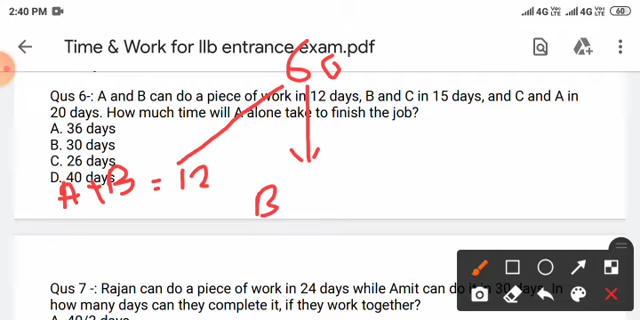 2:40 PM 4G 4G 60
Time & Work for IIb entrance exam.pdf
60
Qus 6-: A and B can do a piece of work in 12 days, B and C in 15 days, and C and A in
20 days. How much time will A alone take to finish the job?
A. 36 days
B. 30 days
C. 26 days
D. 40 days
A + B = 12
B
Qus 7 -: Rajan can do a piece of work in 24 days while Amit can do it in 30 days. In
how many days can they complete it, if they work together?
A. 40/3 days